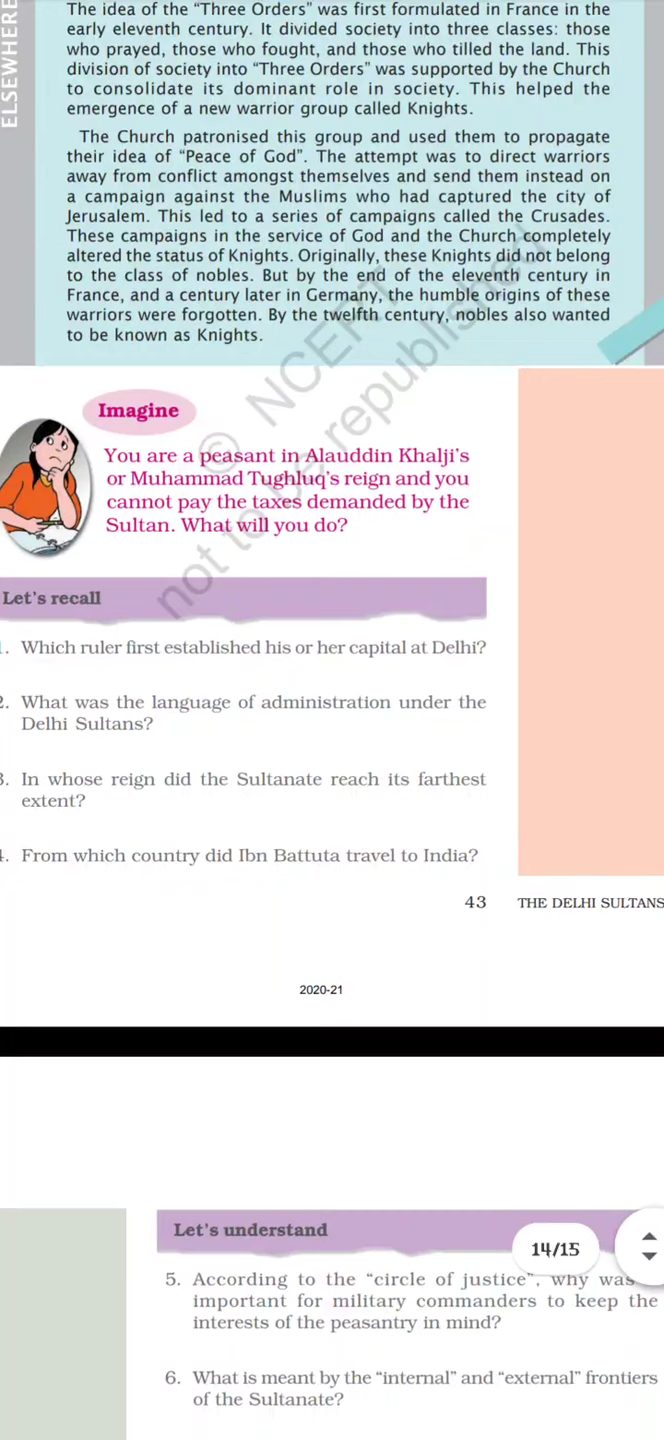 ELSEWHERE
The idea of the “Three Orders” was first formulated in France in the
early eleventh century. It divided society into three classes: those
who prayed, those who fought, and those who tilled the land. This
division of society into “Three Orders” was supported by the Church
to consolidate its dominant role in society. This helped the
emergence of a new warrior group called Knights.
The Church patronised this group and used them to propagate
their idea of “Peace of God”. The attempt was to direct warriors
away from conflict amongst themselves and send them instead on
a campaign against the Muslims who had captured the city of
Jerusalem. This led to a series of campaigns called the Crusades.
These campaigns in the service of God and the Church completely
altered the status of Knights. Originally, these Knights did not belong
to the class of nobles. But by the end of the eleventh century in
France, and a century later in Germany, the humble origins of these
warriors were forgotten. By the twelfth century, nobles also wanted
to be known as Knights.
© NCERT
not to be republished
Imagine
You are a peasant in Alauddin Khalji’s
or Muhammad Tughluq’s reign and you
cannot pay the taxes demanded by the
Sultan. What will you do?
Let’s recall
1. Which ruler first established his or her capital at Delhi?
2. What was the language of administration under the
Delhi Sultans?
3. In whose reign did the Sultanate reach its farthest
extent?
4. From which country did Ibn Battuta travel to India?
43 THE DELHI SULTANS
2020-21
Let’s understand
14/15
5. According to the “circle of justice”, why was
important for military commanders to keep the
interests of the peasantry in mind?
6. What is meant by the “internal” and “external” frontiers
of the Sultanate?